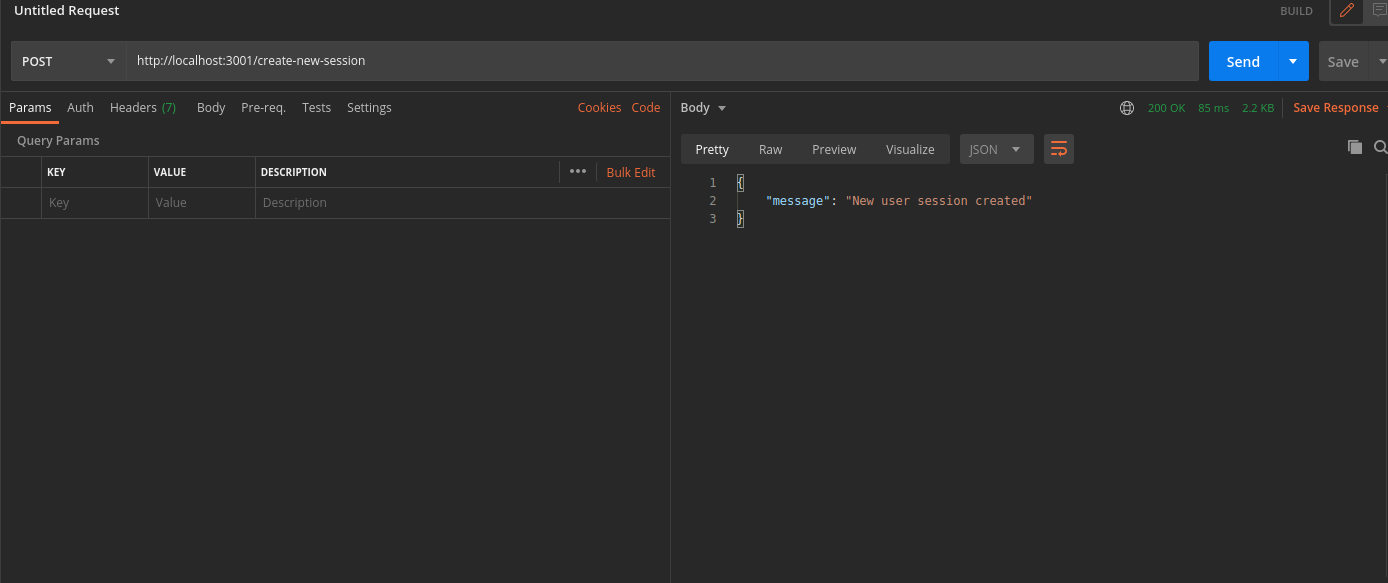 Untitled Request
BUILD
POST
http://localhost:3001/create-new-session
Send
Save
Params Auth Headers (7) Body Pre-req. Tests Settings Cookies Code
Query Params
KEY VALUE DESCRIPTION ••• Bulk Edit
Key Value Description
Body
200 OK 85 ms 2.2 KB Save Response
Pretty Raw Preview Visualize JSON
1 {
2 "message": "New user session created"
3 }